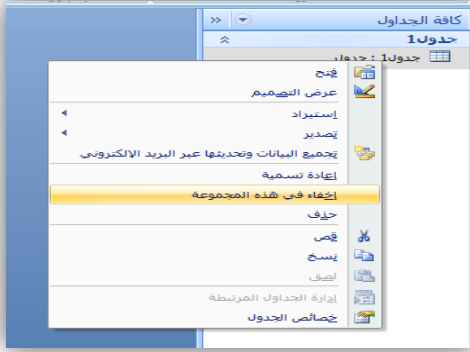 كافة الجداول
جدول1
جدول1 : جدول
فتح
عرض التصميم
إستيراد
تصدير
تجميع البيانات وتحديثها عبر البريد الإلكتروني
إعادة تسمية
إخفاء في هذه المجموعة
حذف
قص
نسخ
لصق
إدارة الجداول المرتبطة
خصائص الجدول